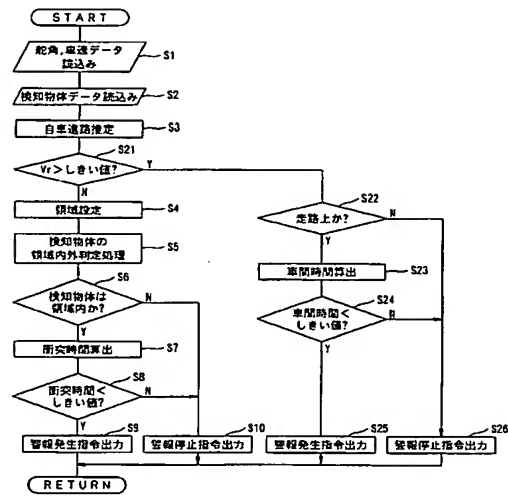 START
舵角，車速データ
読込み
S1
検知物体データ読込み
S2
自車進路推定
S3
S21
Vr＞しきい値？
Y
N
領域設定
S4
検知物体の
領域内外判定処理
S5
S6
検知物体は
領域内か？
N
Y
衝突時間算出
S7
S8
衝突時間＜
しきい値？
N
Y
S9
警報発生指令出力
S10
警報停止指令出力
RETURN
S22
走路上か？
N
Y
車間時間算出
S23
S24
車間時間＜
しきい値？
Y
S25
警報発生指令出力
S26
警報停止指令出力